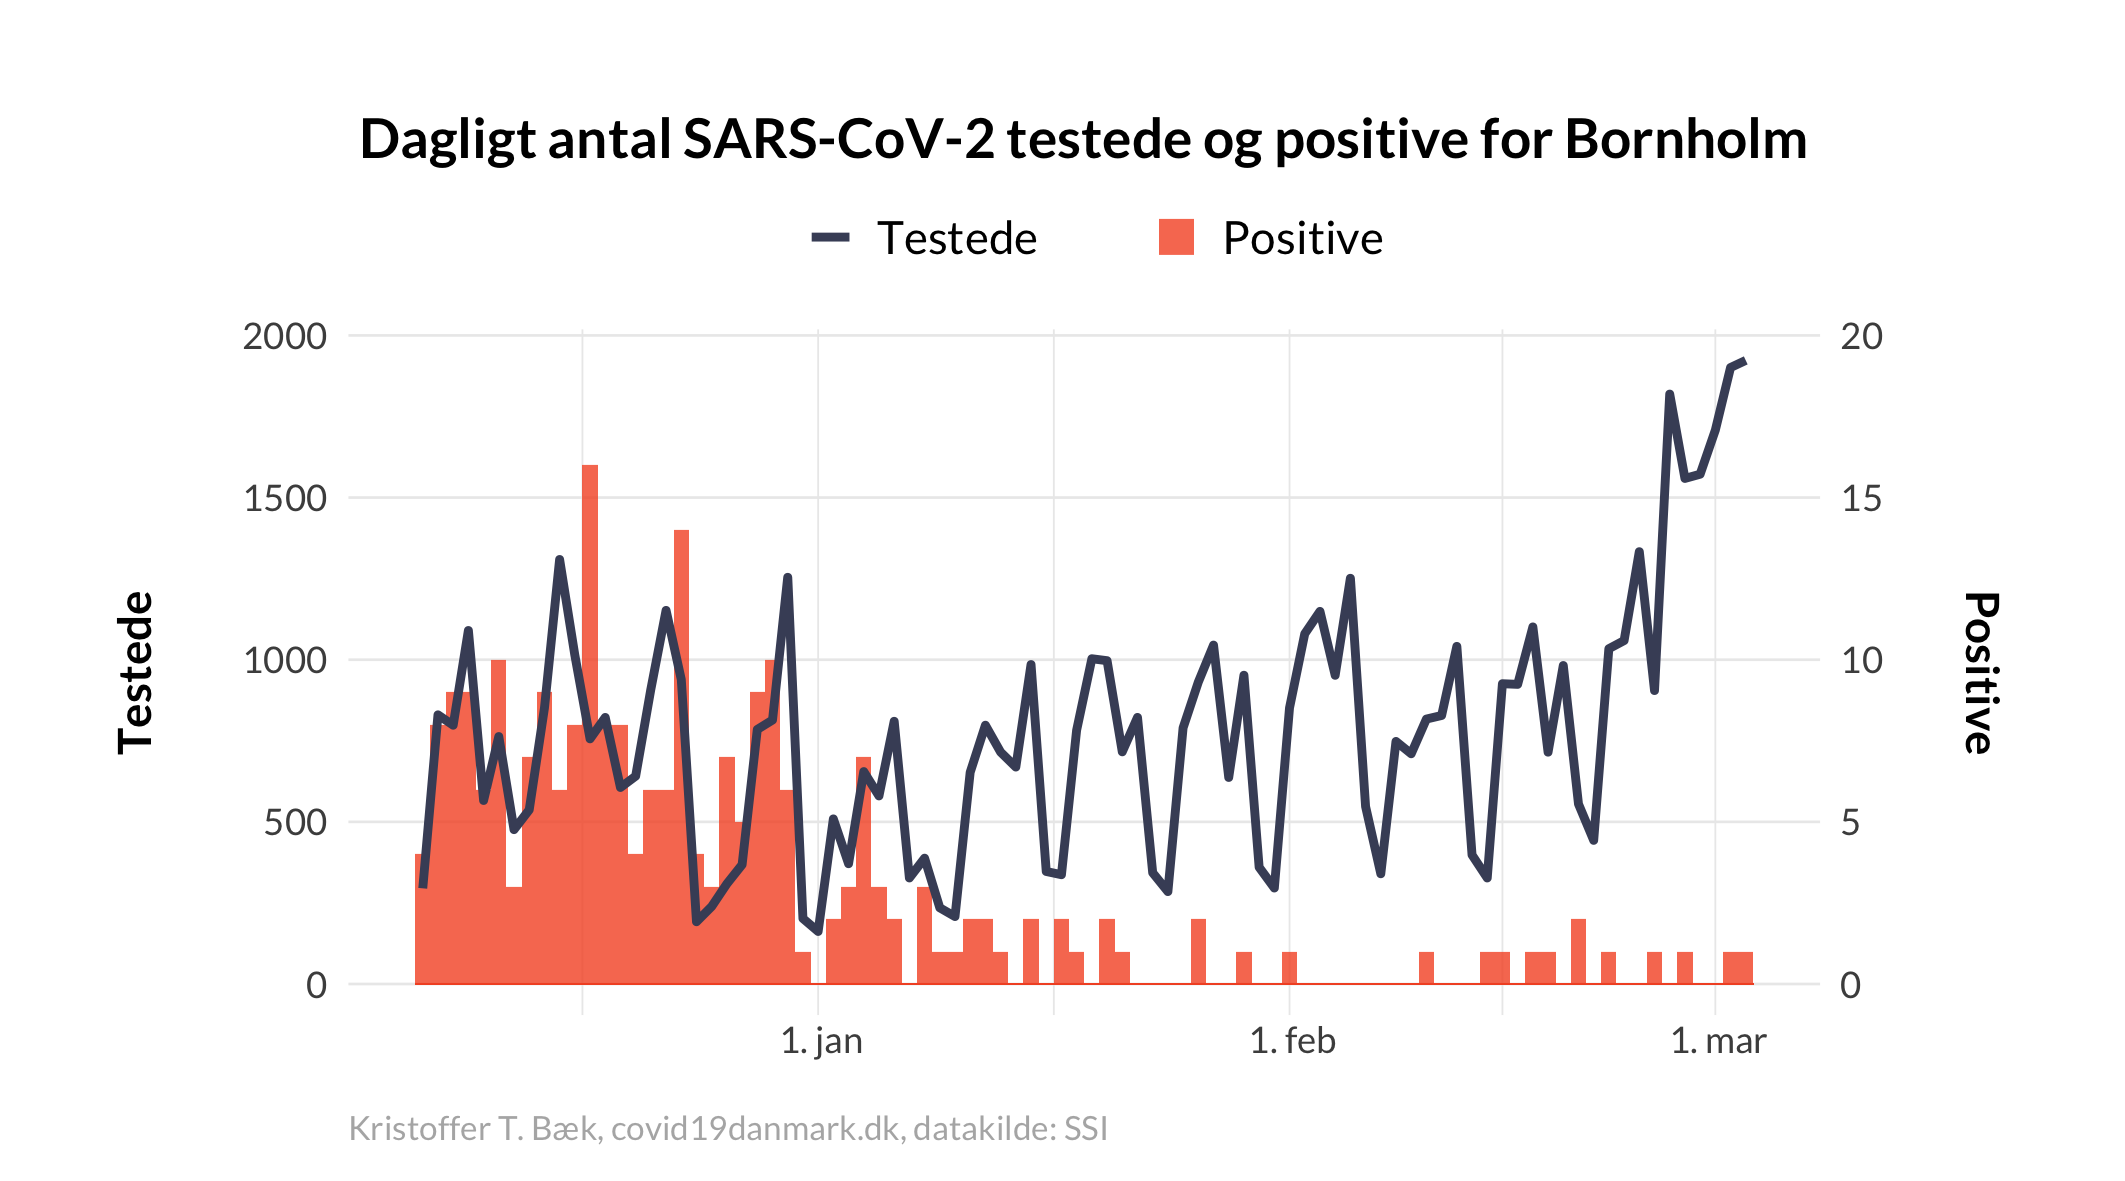 Dagligt antal SARS-CoV-2 testede og positive for Bornholm
Testede
Positive
2000
1500
1000
500
0
Testede
20
15
10
5
0
Positive
1. jan
1. feb
1. mar
Kristoffer T. Bæk, covid19danmark.dk, datakilde: SSI